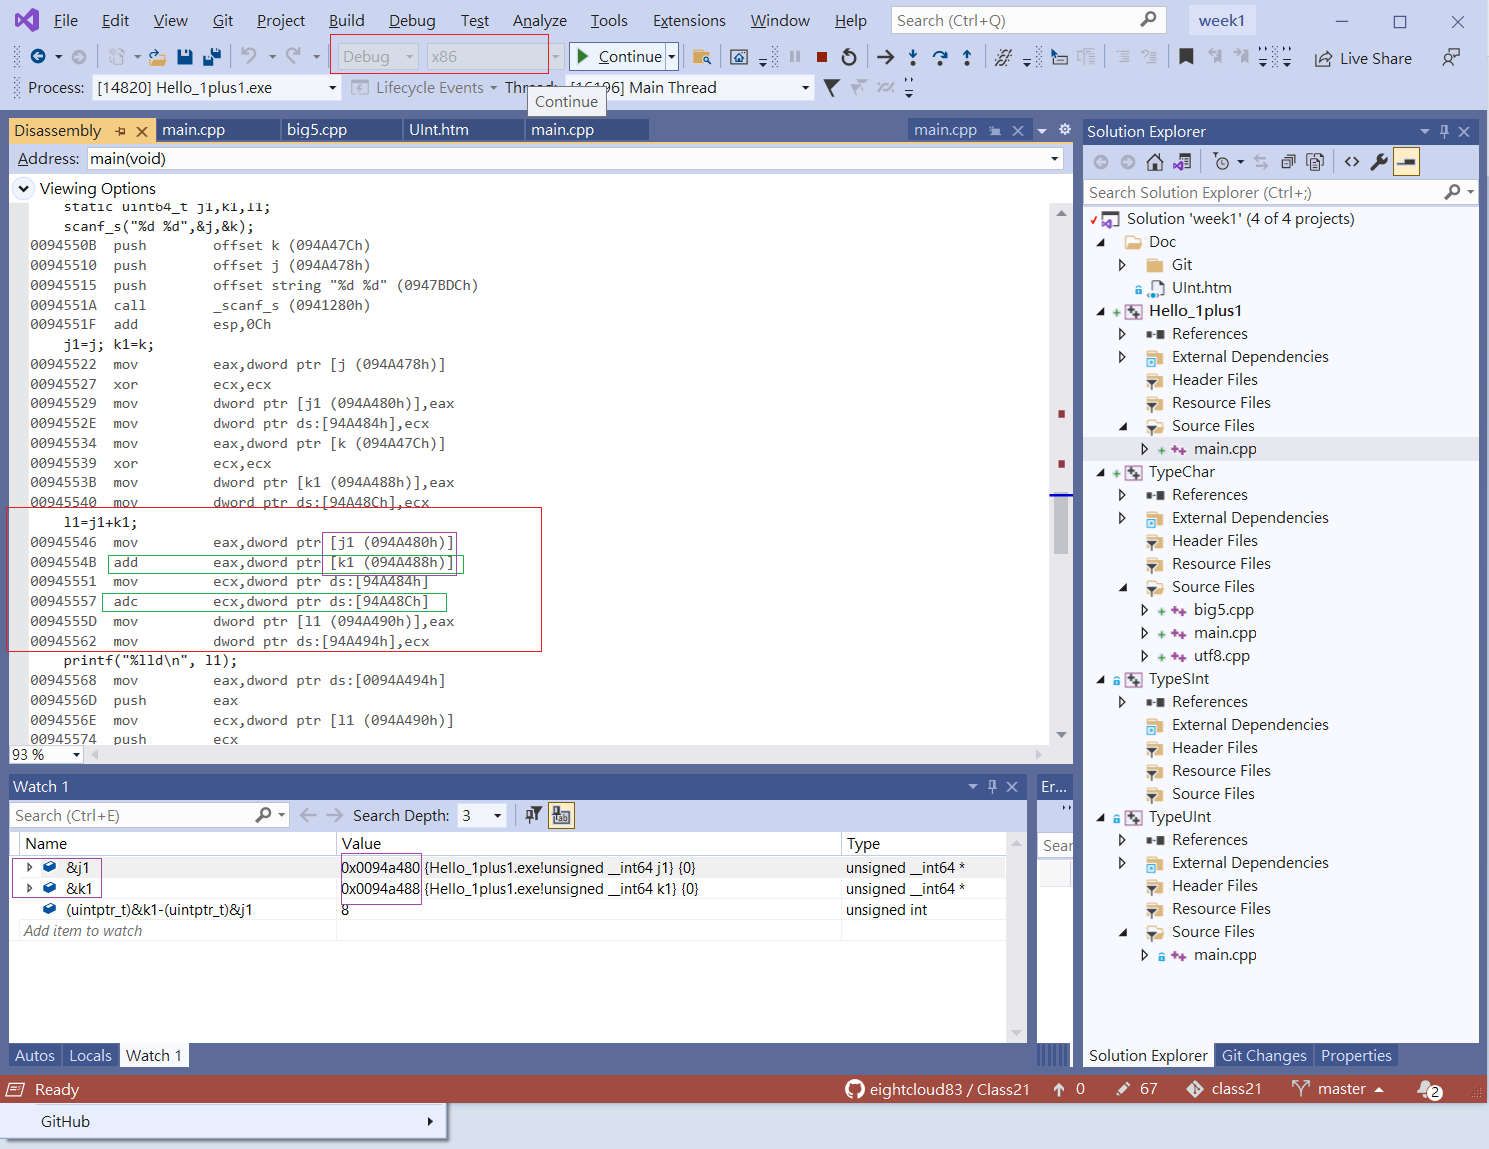 File Edit View Git Project Build Debug Test Analyze Tools Extensions Window Help Search (Ctrl+Q) week1
Debug x86 Continue Live Share
Process: [14820] Hello_1plus1.exe Lifecycle Events Thread: Main Thread
Continue
Disassembly main.cpp big5.cpp UInt.htm main.cpp main.cpp
Address: main(void)
Viewing Options
static uint64_t j1,k1,l1;
scanf_s("%d %d",&j,&k);
0094550B push offset k (094A47Ch)
00945510 push offset j (094A478h)
00945515 push offset string "%d %d" (0947BDCh)
0094551A call _scanf_s (0941280h)
0094551F add esp,0Ch
j1=j; k1=k;
00945522 mov eax,dword ptr [j (094A478h)]
00945527 xor ecx,ecx
00945529 mov dword ptr [j1 (094A480h)],eax
0094552E mov dword ptr ds:[94A484h],ecx
00945534 mov eax,dword ptr [k (094A47Ch)]
00945539 xor ecx,ecx
0094553B mov dword ptr [k1 (094A488h)],eax
00945540 mov dword ptr ds:[94A48Ch],ecx
l1=j1+k1;
00945546 mov eax,dword ptr [j1 (094A480h)]
0094554B add eax,dword ptr [k1 (094A488h)]
00945551 mov ecx,dword ptr ds:[94A484h]
00945557 adc ecx,dword ptr ds:[94A48Ch]
0094555D mov dword ptr [l1 (094A490h)],eax
00945562 mov dword ptr ds:[94A494h],ecx
printf("%lld\n", l1);
00945568 mov eax,dword ptr ds:[0094A494h]
0094556D push eax
0094556E mov ecx,dword ptr [l1 (094A490h)]
00945574 push ecx
93 %
Watch 1
Search (Ctrl+E) Search Depth: 3
Name Value Type
&j1 0x0094a480 {Hello_1plus1.exe!unsigned __int64 j1} {0} unsigned __int64 *
&k1 0x0094a488 {Hello_1plus1.exe!unsigned __int64 k1} {0} unsigned __int64 *
(uintptr_t)&k1-(uintptr_t)&j1 8 unsigned int
Add item to watch
Autos Locals Watch 1
Er...
Sear
Solution Explorer
Search Solution Explorer (Ctrl+;)
Solution 'week1' (4 of 4 projects)
Doc
Git
UInt.htm
Hello_1plus1
References
External Dependencies
Header Files
Resource Files
Source Files
main.cpp
TypeChar
References
External Dependencies
Header Files
Resource Files
Source Files
big5.cpp
main.cpp
utf8.cpp
TypeSInt
References
External Dependencies
Header Files
Resource Files
Source Files
TypeUInt
References
External Dependencies
Header Files
Resource Files
Source Files
main.cpp
Solution Explorer Git Changes Properties
Ready eightcloud83 / Class21 0 67 class21 master 2
GitHub